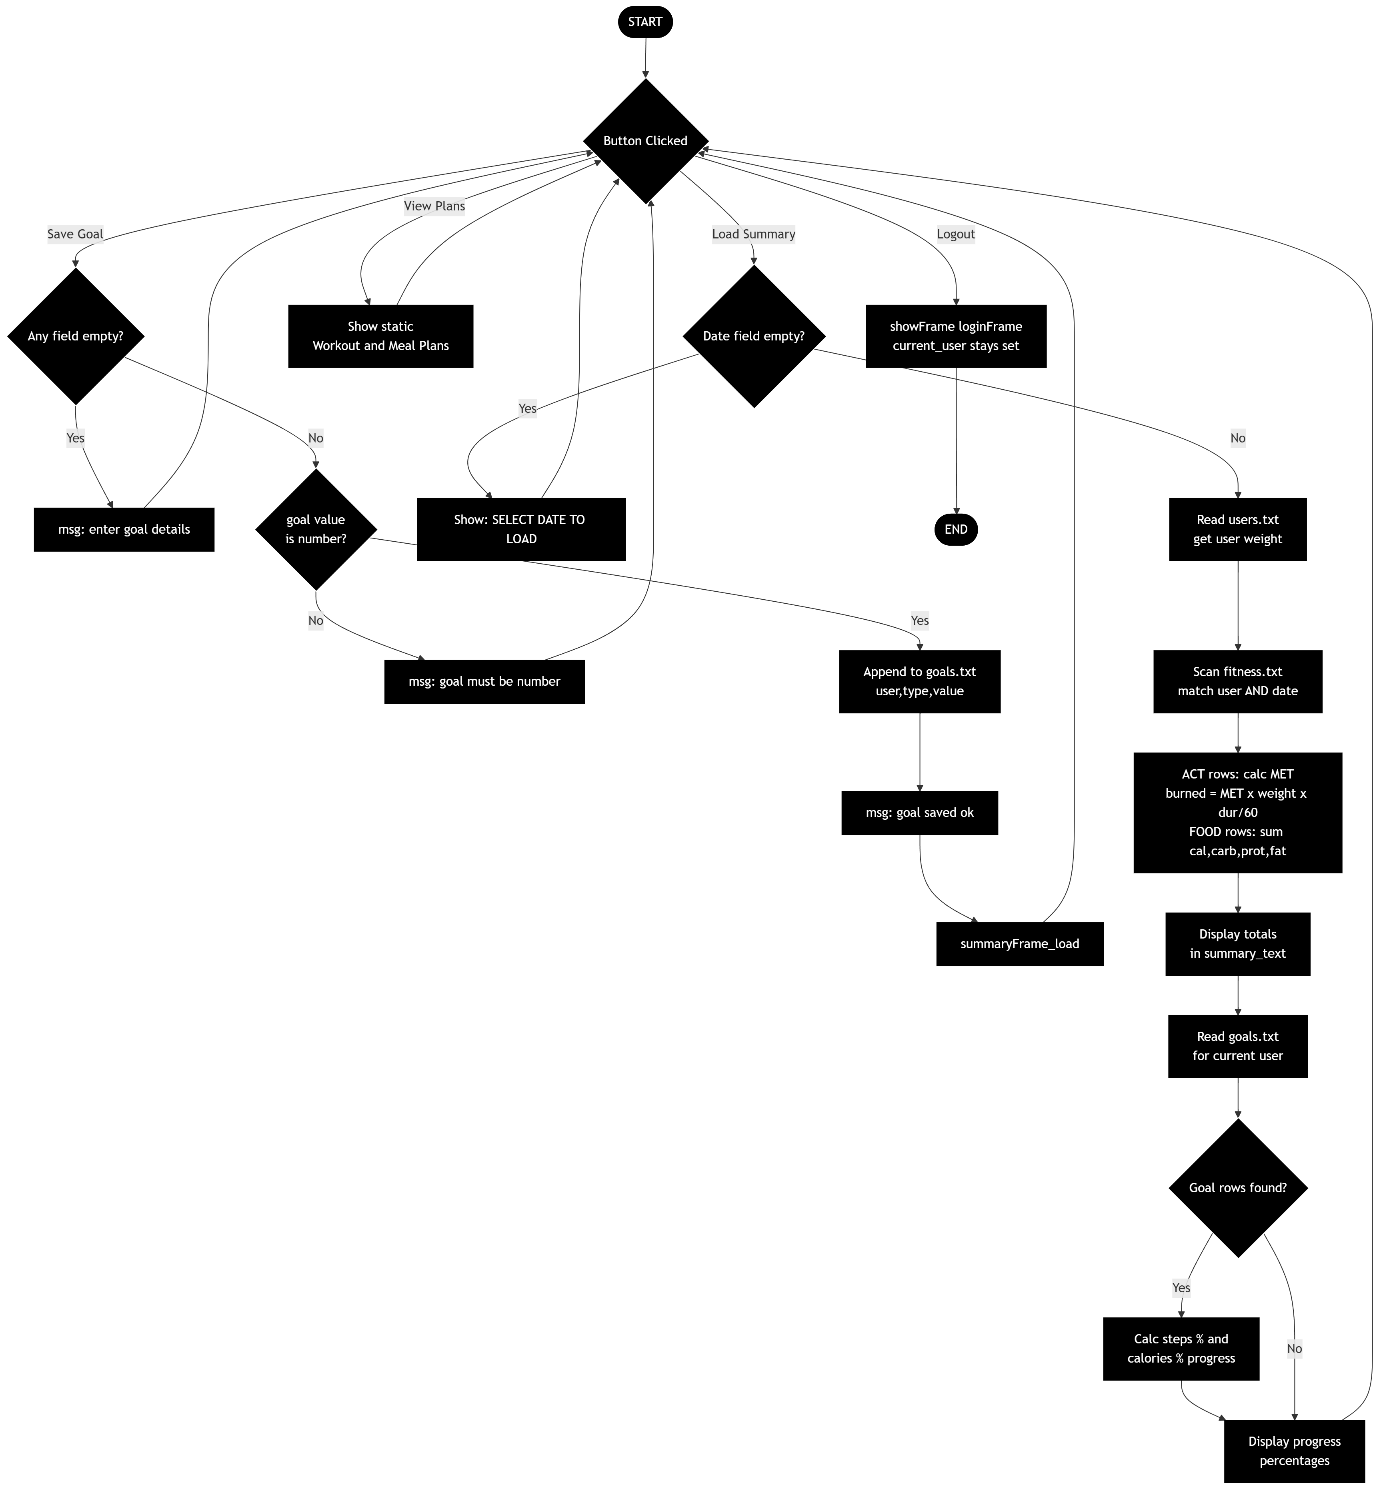 START
Button Clicked
View Plans
Save Goal
Load Summary
Logout
Any field empty?
Show static
Workout and Meal Plans
Date field empty?
showFrame loginFrame
current_user stays set
Yes
Yes
No
No
msg: enter goal details
goal value
is number?
Show: SELECT DATE TO
LOAD
END
Read users.txt
get user weight
No
Yes
msg: goal must be number
Append to goals.txt
user,type,value
Scan fitness.txt
match user AND date
msg: goal saved ok
ACT rows: calc MET
burned = MET x weight x
dur/60
FOOD rows: sum
cal,carb,prot,fat
summaryFrame_load
Display totals
in summary_text
Read goals.txt
for current user
Goal rows found?
Yes
No
Calc steps % and
calories % progress
Display progress
percentages